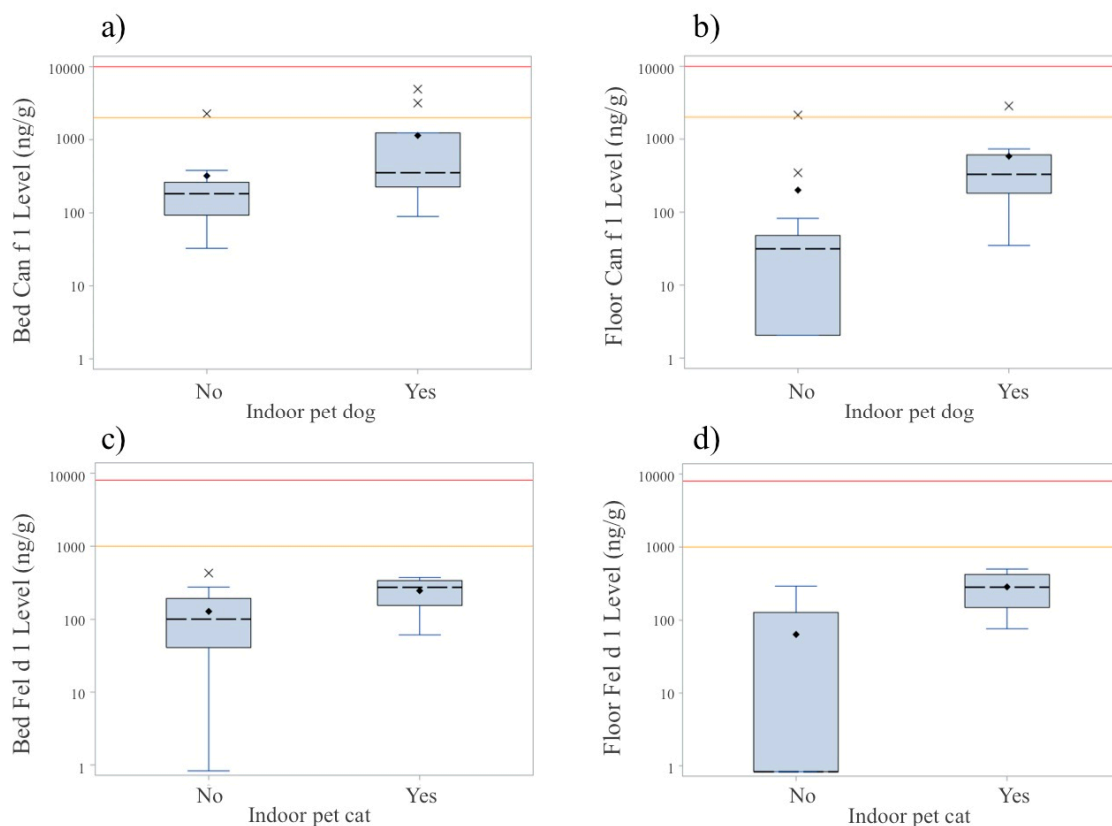 a)
Bed Can f 1 Level (ng/g)
10000
1000
100
10
1
No Yes
Indoor pet dog
b)
Floor Can f 1 Level (ng/g)
10000
1000
100
10
1
No Yes
Indoor pet dog
c)
Bed Fel d 1 Level (ng/g)
10000
1000
100
10
1
No Yes
Indoor pet cat
d)
Floor Fel d 1 Level (ng/g)
10000
1000
100
10
1
No Yes
Indoor pet cat